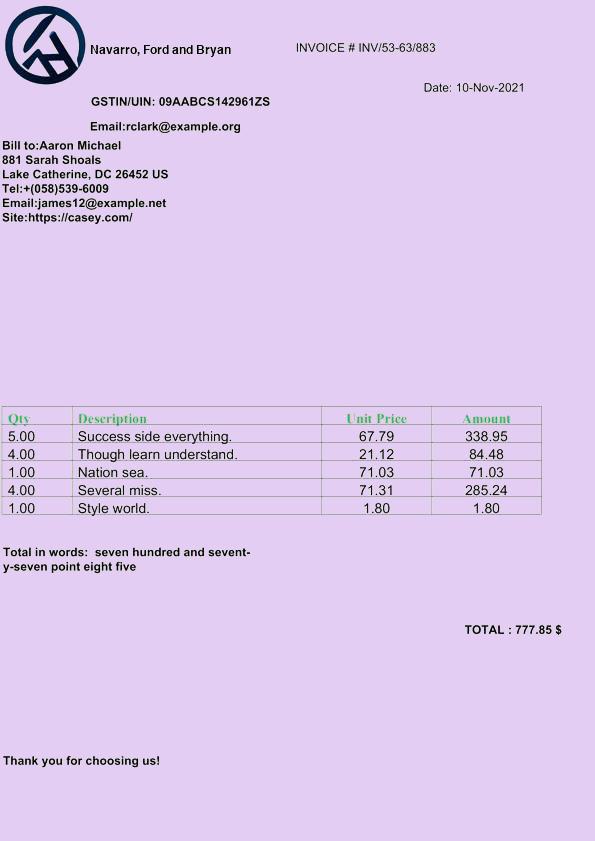 Navarro, Ford and Bryan
INVOICE # INV/53-63/883
Date: 10-Nov-2021
GSTIN/UIN: 09AABCS142961ZS
Email:rclark@example.org
Bill to:Aaron Michael
881 Sarah Shoals
Lake Catherine, DC 26452 US
Tel:+(058)539-6009
Email:james12@example.net
Site:https://casey.com/
Qty Description Unit Price Amount
5.00 Success side everything. 67.79 338.95
4.00 Though learn understand. 21.12 84.48
1.00 Nation sea. 71.03 71.03
4.00 Several miss. 71.31 285.24
1.00 Style world. 1.80 1.80
Total in words: seven hundred and sevent-
y-seven point eight five
TOTAL : 777.85 $
Thank you for choosing us!